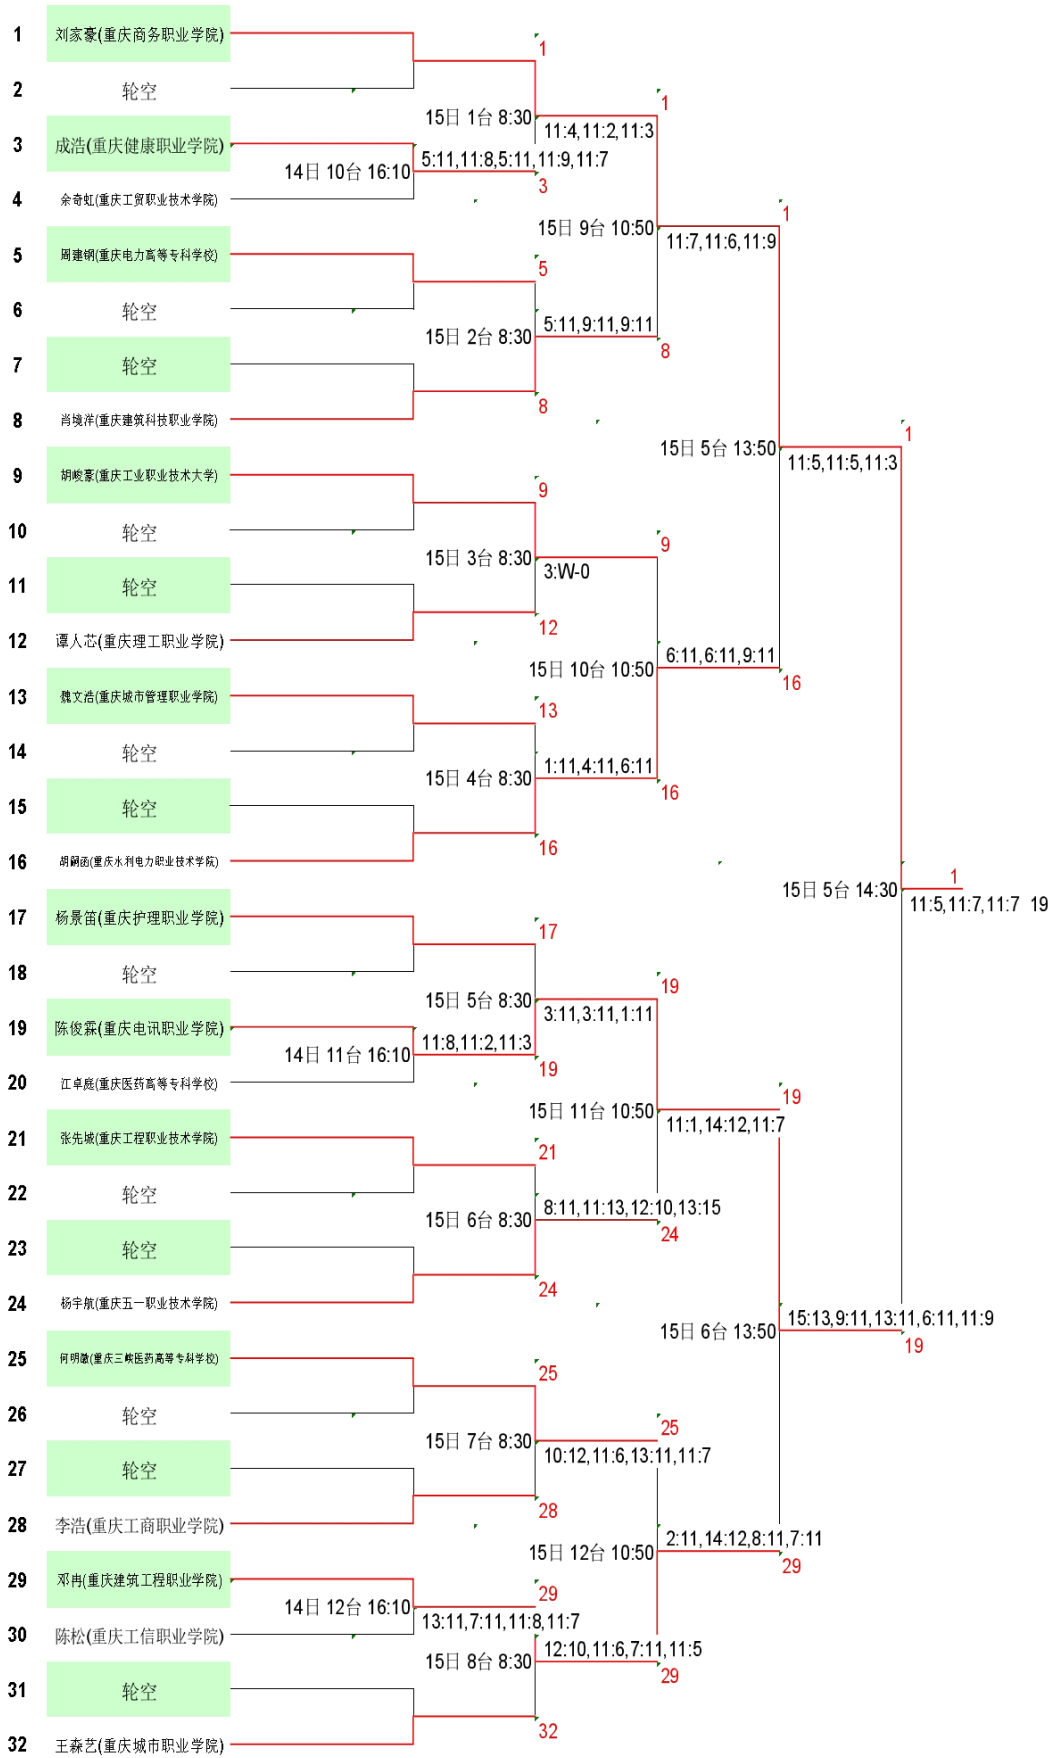 1 刘家豪(重庆商务职业学院)
1
2 轮空
1
15日 1台 8:30
11:4,11:2,11:3
3 成浩(重庆健康职业学院)
14日 10台 16:10
5:11,11:8,5:11,11:9,11:7
3
4 余奇虹(重庆工贸职业技术学院)
1
15日 9台 10:50
11:7,11:6,11:9
5 周建钢(重庆电力高等专科学校)
5
6 轮空
15日 2台 8:30
5:11,9:11,9:11
8
7 轮空
8
8 肖境洋(重庆建筑科技职业学院)
1
15日 5台 13:50
11:5,11:5,11:3
9 胡峻豪(重庆工业职业技术大学)
9
10 轮空
9
15日 3台 8:30
3:W-0
11 轮空
12
12 谭人芯(重庆理工职业学院)
15日 10台 10:50
6:11,6:11,9:11
16
13 魏文浩(重庆城市管理职业学院)
13
14 轮空
15日 4台 8:30
1:11,4:11,6:11
16
15 轮空
16
16 胡嗣函(重庆水利电力职业技术学院)
1
15日 5台 14:30
11:5,11:7,11:7 19
17 杨景笛(重庆护理职业学院)
17
18 轮空
19
15日 5台 8:30
3:11,3:11,1:11
19 陈俊霖(重庆电讯职业学院)
14日 11台 16:10
11:8,11:2,11:3
19
20 江卓庭(重庆医药高等专科学校)
19
15日 11台 10:50
11:1,14:12,11:7
21 张先城(重庆工程职业技术学院)
21
22 轮空
15日 6台 8:30
8:11,11:13,12:10,13:15
24
23 轮空
24
24 杨宇航(重庆五一职业技术学院)
15日 6台 13:50
15:13,9:11,13:11,6:11,11:9
19
25 何明璈(重庆三峡医药高等专科学校)
25
26 轮空
25
15日 7台 8:30
10:12,11:6,13:11,11:7
27 轮空
28
28 李浩(重庆工商职业学院)
15日 12台 10:50
2:11,14:12,8:11,7:11
29
29 邓冉(重庆建筑工程职业学院)
29
14日 12台 16:10
13:11,7:11,11:8,11:7
30 陈松(重庆工信职业学院)
15日 8台 8:30
12:10,11:6,7:11,11:5
29
31 轮空
32
32 王森艺(重庆城市职业学院)